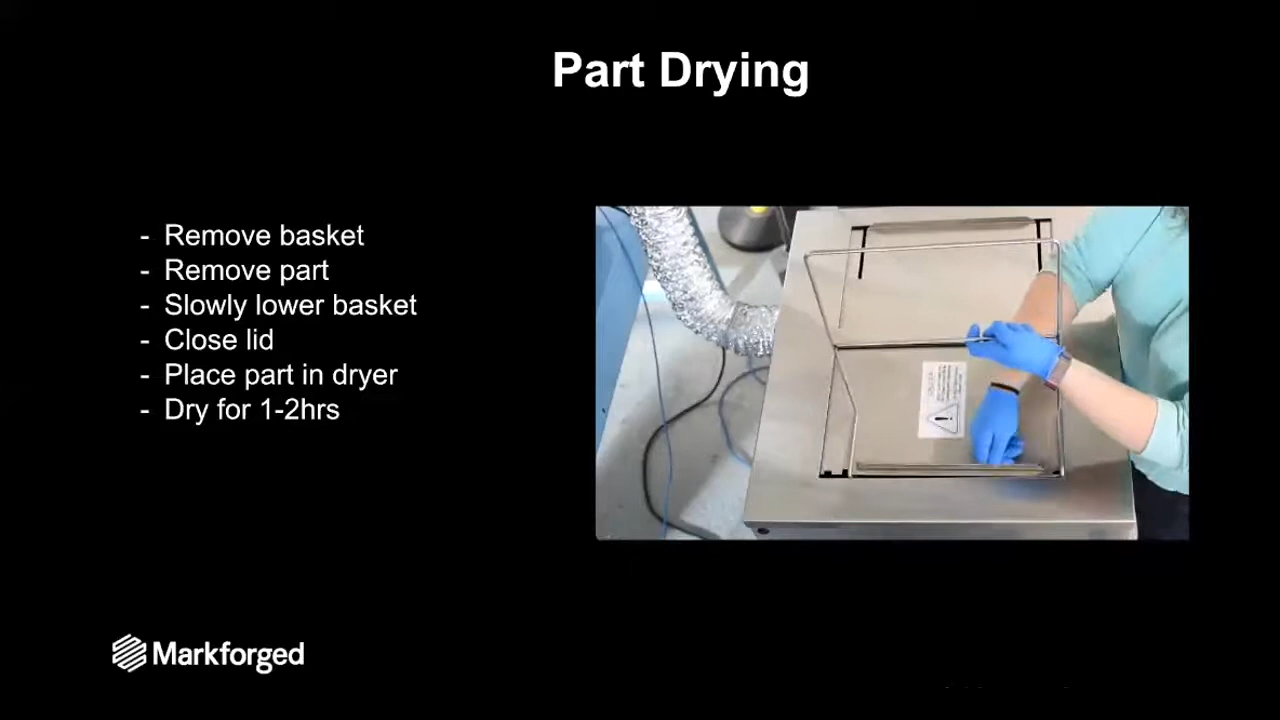 Part Drying
- Remove basket
- Remove part
- Slowly lower basket
- Close lid
- Place part in dryer
- Dry for 1-2hrs
Markforged